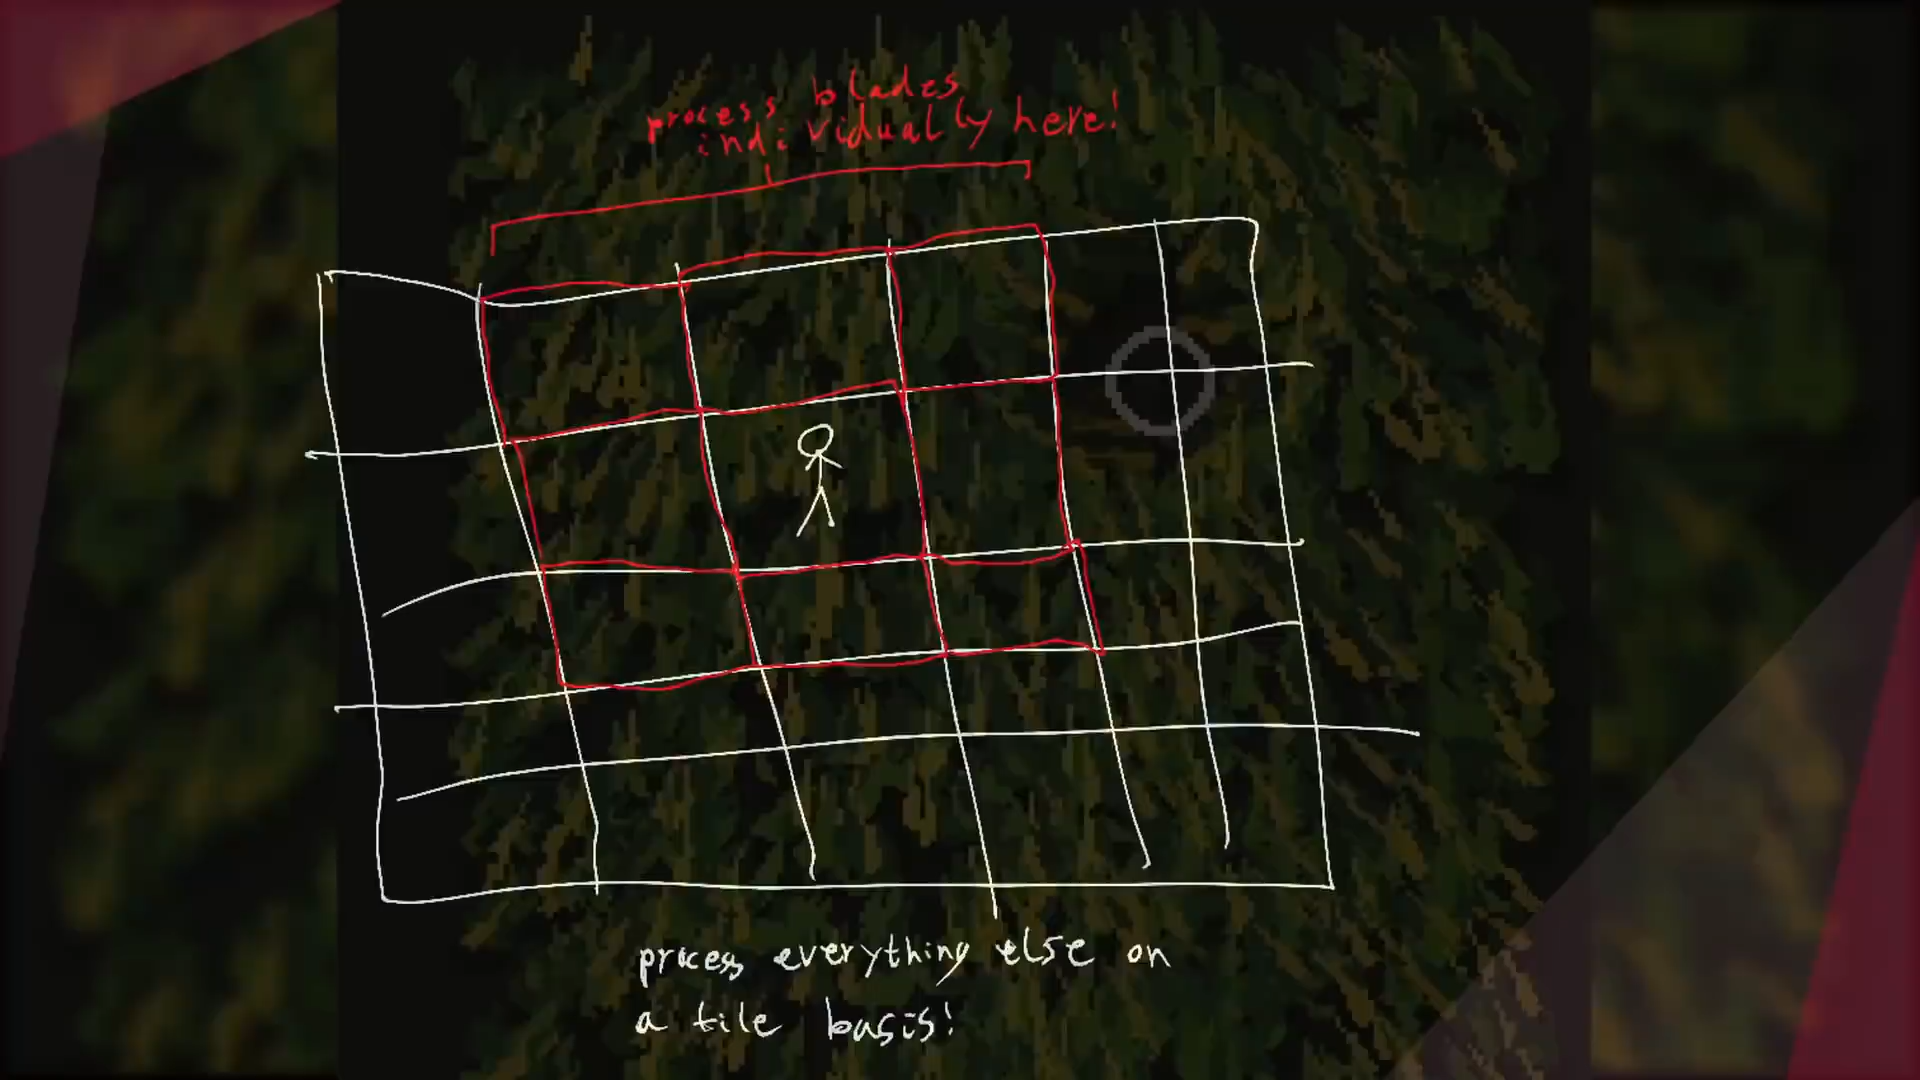 process blades
individually here!
process everything else on
a tile basis!